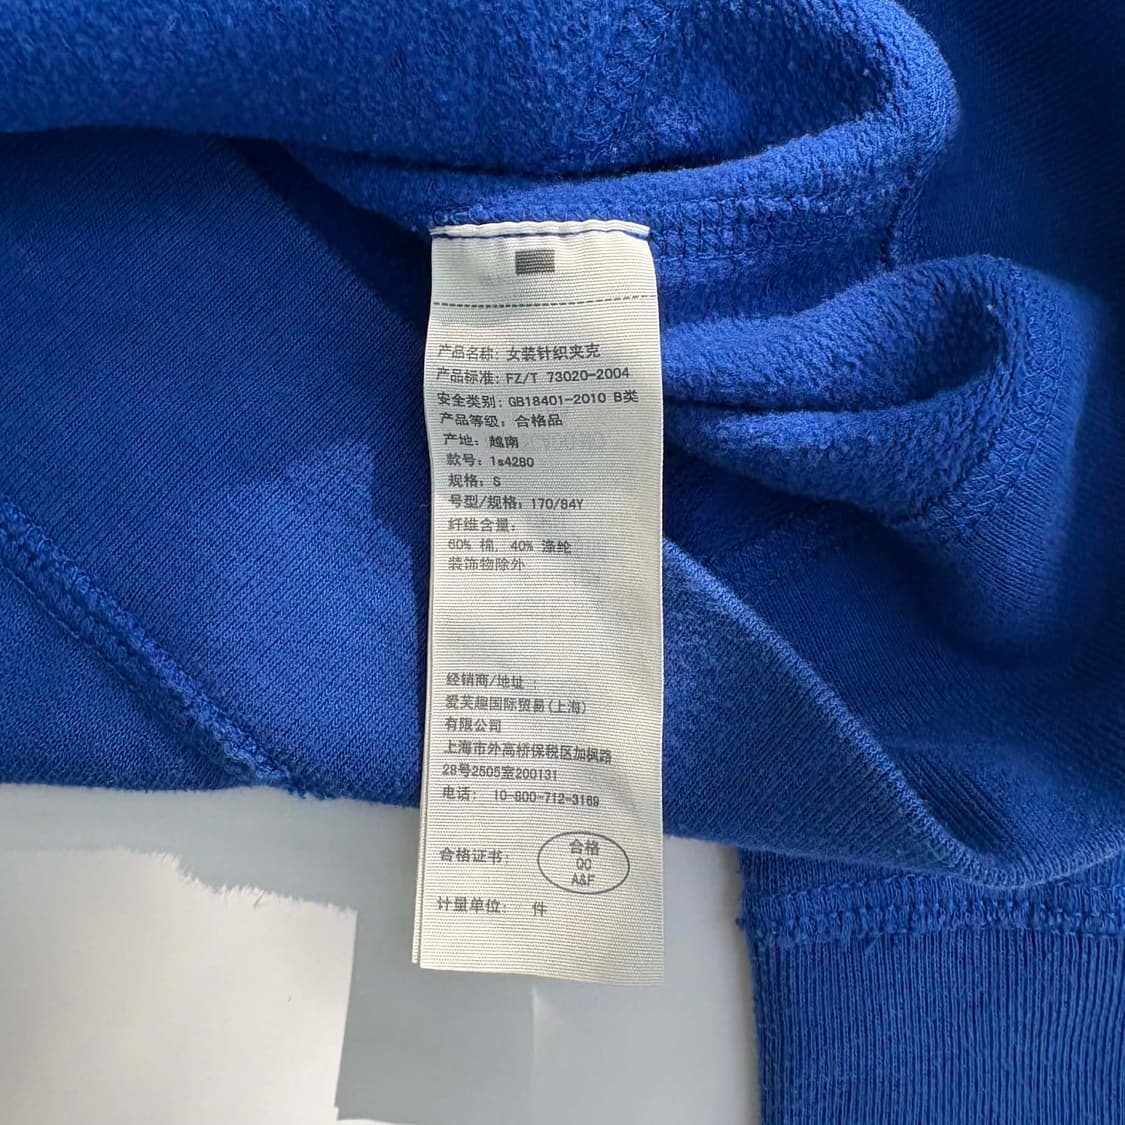 产品名称: 女装针织夹克
产品标准: FZ/T 73020-2004
安全类别: GB18401-2010 B类
产品等级: 合格品
产地: 越南
款号: 1s4280
规格: S
号型/规格: 170/84Y
纤维含量:
60% 棉, 40% 涤纶
装饰物除外
经销商/地址 :
爱芙趣国际贸易(上海)
有限公司
上海市外高桥保税区加枫路
28号2505室200131
电话: 10-800-712-3169
合格
QC
合格证书:
A&F
计量单位: 件